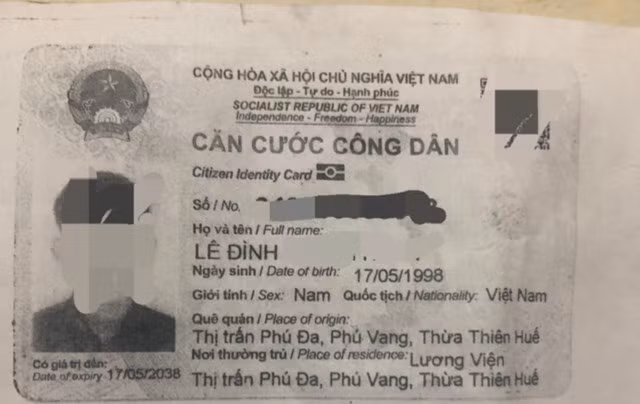 CỘNG HÒA XÃ HỘI CHỦ NGHĨA VIỆT NAM
Độc lập - Tự do - Hạnh phúc
SOCIALIST REPUBLIC OF VIET NAM
Independence - Freedom - Happiness
CĂN CƯỚC CÔNG DÂN
Citizen Identity Card
Số / No.
Họ và tên / Full name:
LÊ ĐÌNH
Ngày sinh / Date of birth: 17/05/1998
Giới tính / Sex: Nam Quốc tịch / Nationality: Việt Nam
Quê quán / Place of origin:
Thị trấn Phú Đa, Phú Vang, Thừa Thiên Huế
Nơi thường trú / Place of residence: Lương Viện
Thị trấn Phú Đa, Phú Vang, Thừa Thiên Huế
Có giá trị đến:
Date of expiry 17/05/2038